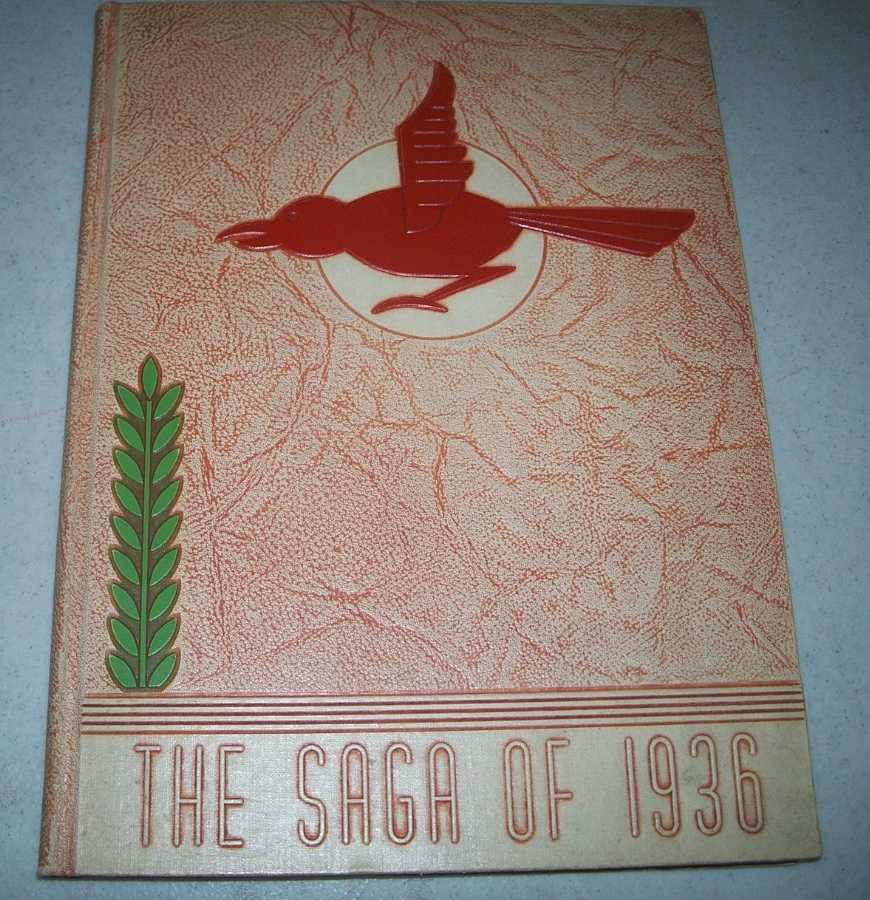 THE SAGA OF 1936